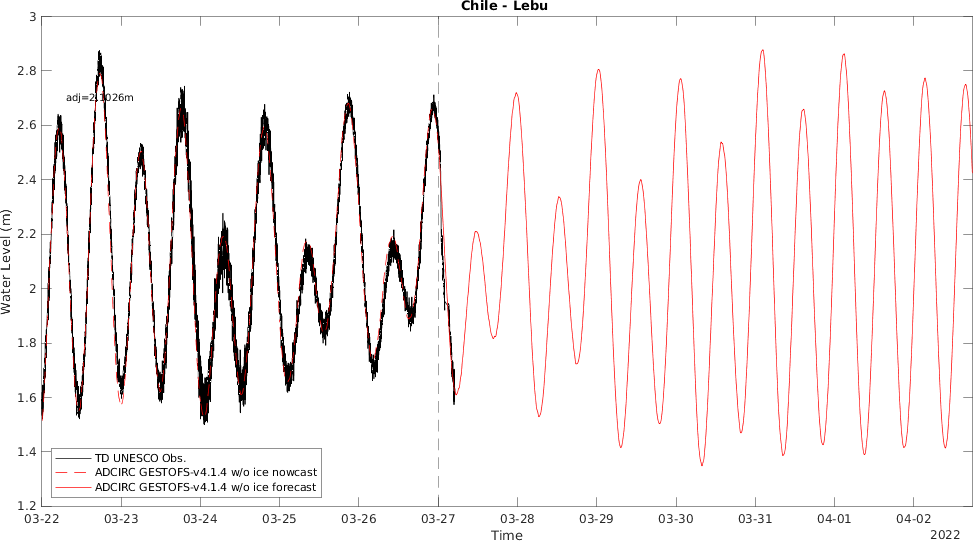 Chile - Lebu
Water Level (m)
3
2.8
adj=2.1026m
2.6
2.4
2.2
2
1.8
1.6
1.4
1.2
TD UNESCO Obs.
ADCIRC GESTOFS-v4.1.4 w/o ice nowcast
ADCIRC GESTOFS-v4.1.4 w/o ice forecast
03-22 03-23 03-24 03-25 03-26 03-27 03-28 03-29 03-30 03-31 04-01 04-02
Time
2022